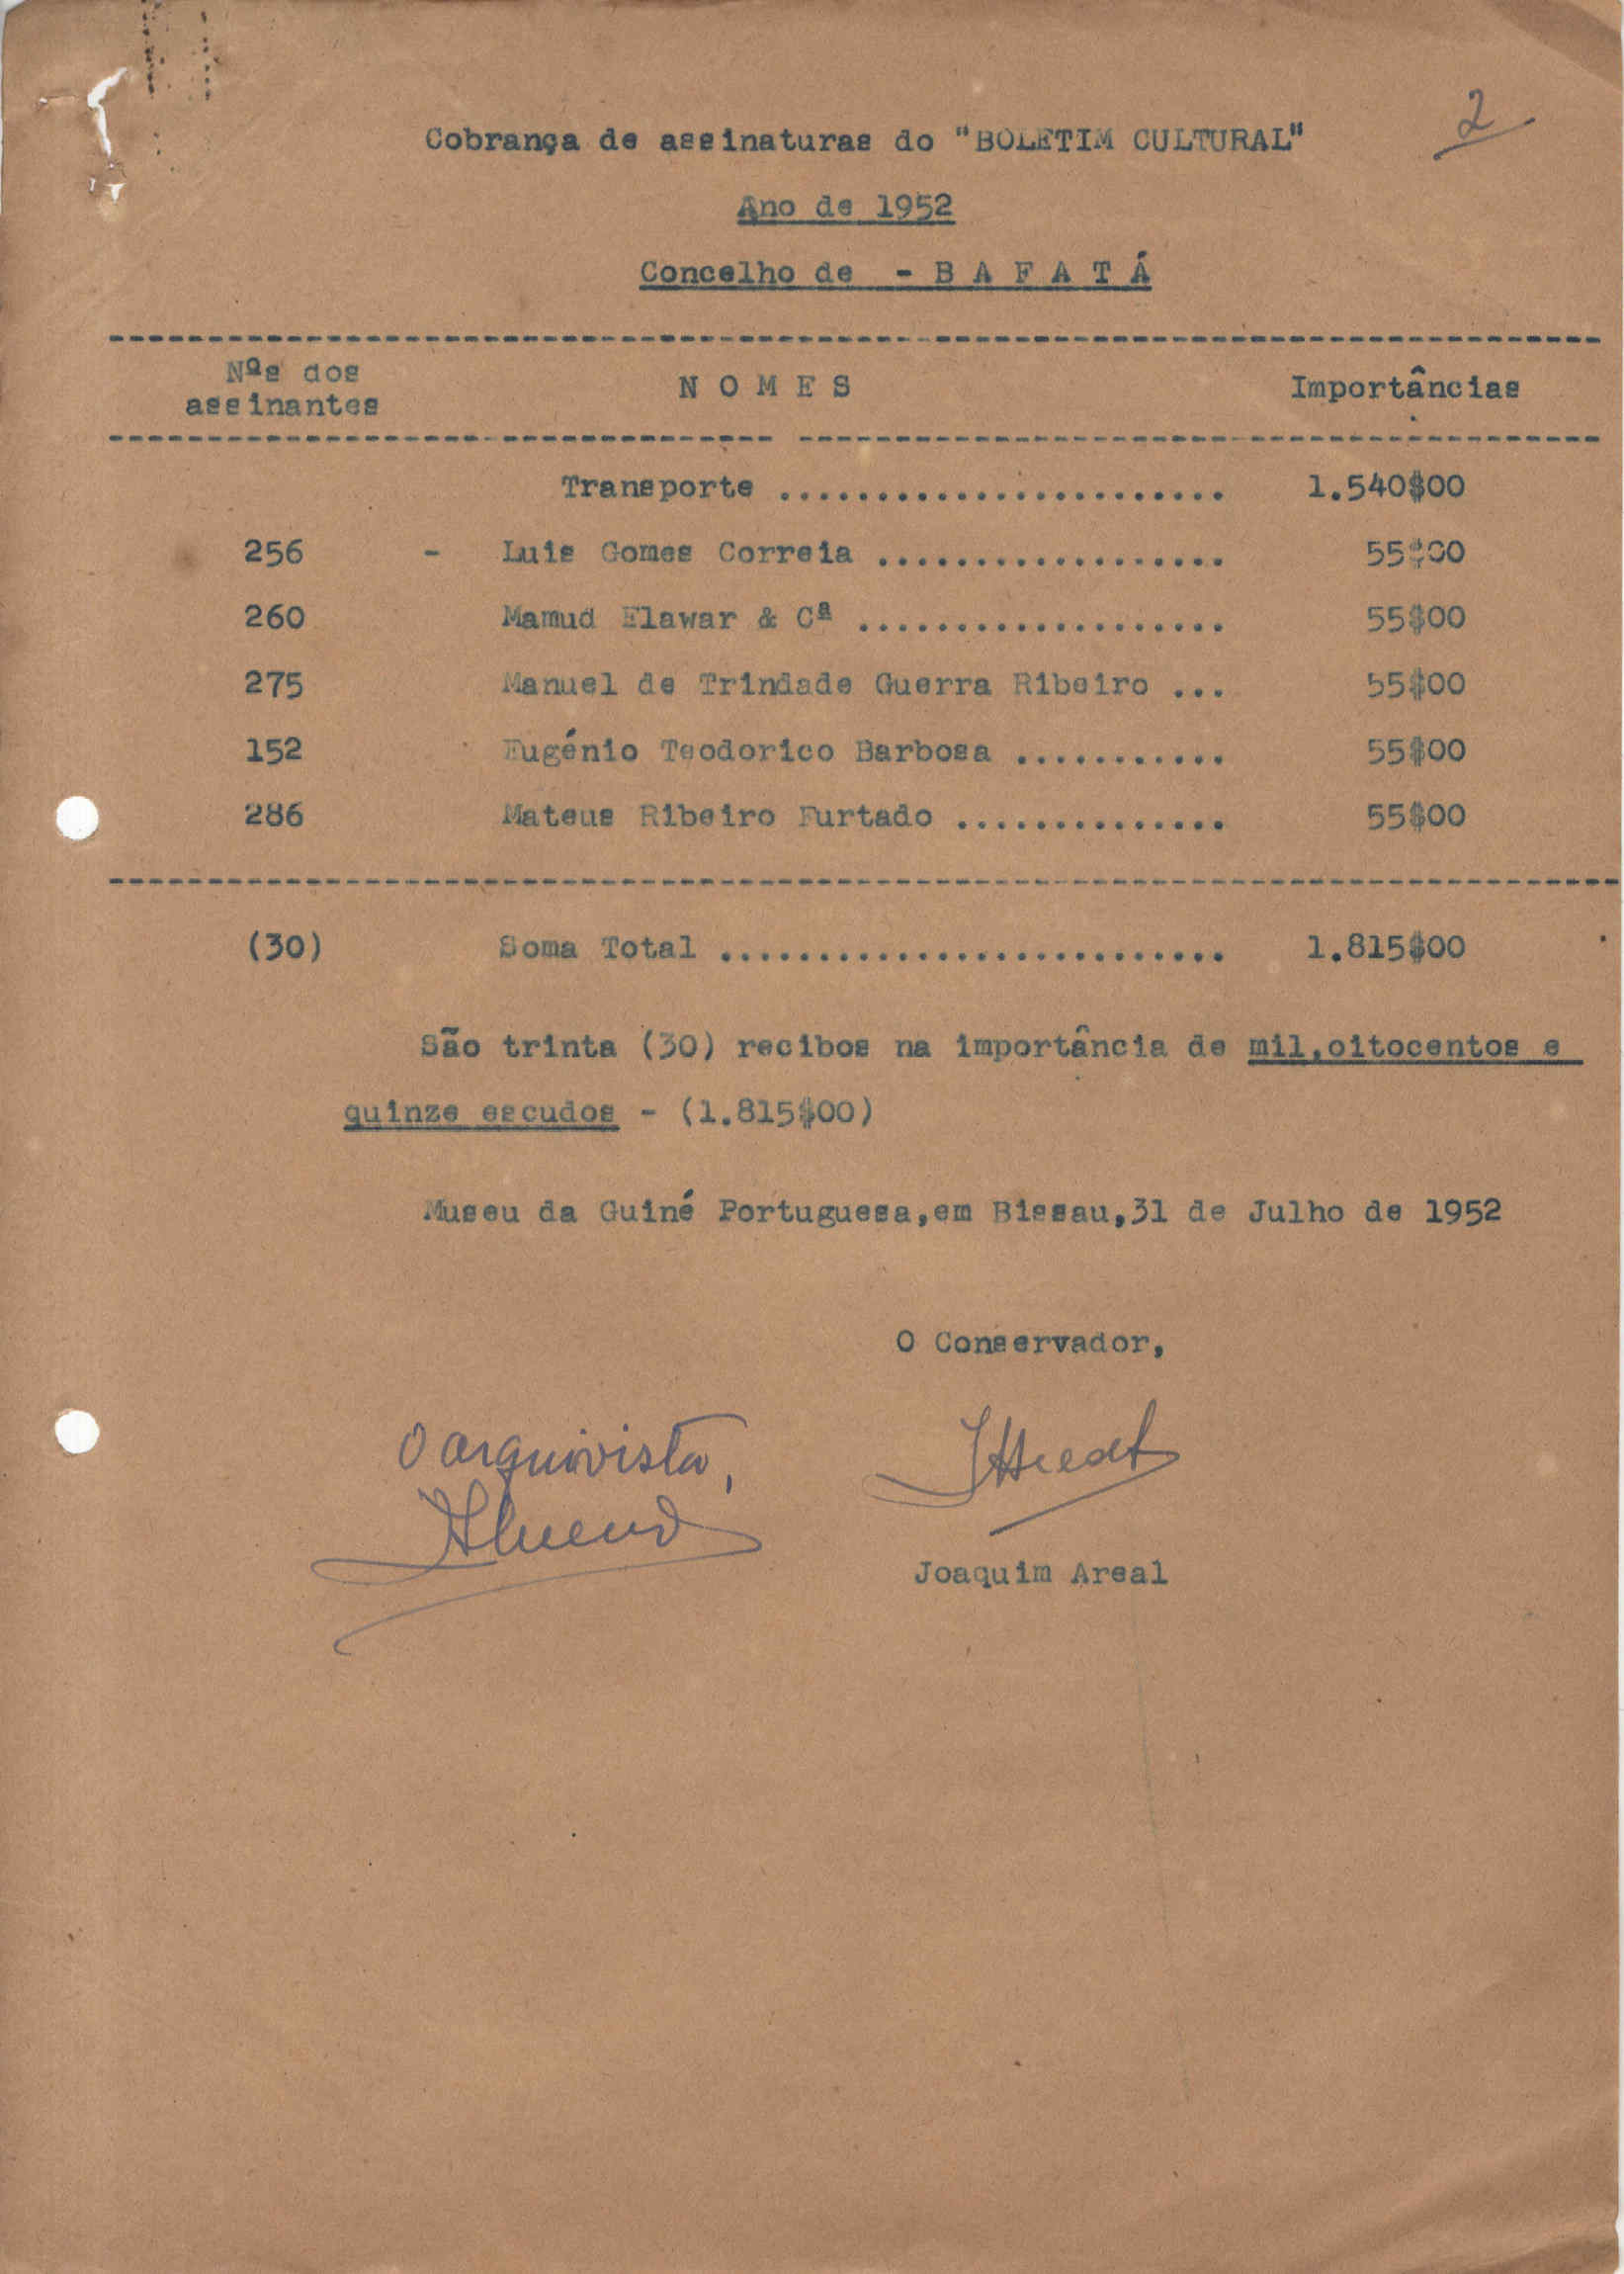 2
Cobrança de assinaturas do "BOLETIM CULTURAL"
Ano de 1952
Concelho de - B A F A T Á
Nºs dos assinantes N O M E S Importâncias
Transporte ....................... 1.540$00
256 - Luis Gomes Correia .................. 55$00
260 Mamud Elawar & Cª ................... 55$00
275 Manuel de Trindade Guerra Ribeiro ... 55$00
152 Eugénio Teodorico Barbosa ........... 55$00
286 Mateus Ribeiro Furtado .............. 55$00
(30) Soma Total .......................... 1.815$00
São trinta (30) recibos na importância de mil,oitocentos e
quinze escudos - (1.815$00)
Museu da Guiné Portuguesa,em Bissau,31 de Julho de 1952
O Conservador,
O arquivista,
Joaquim Areal